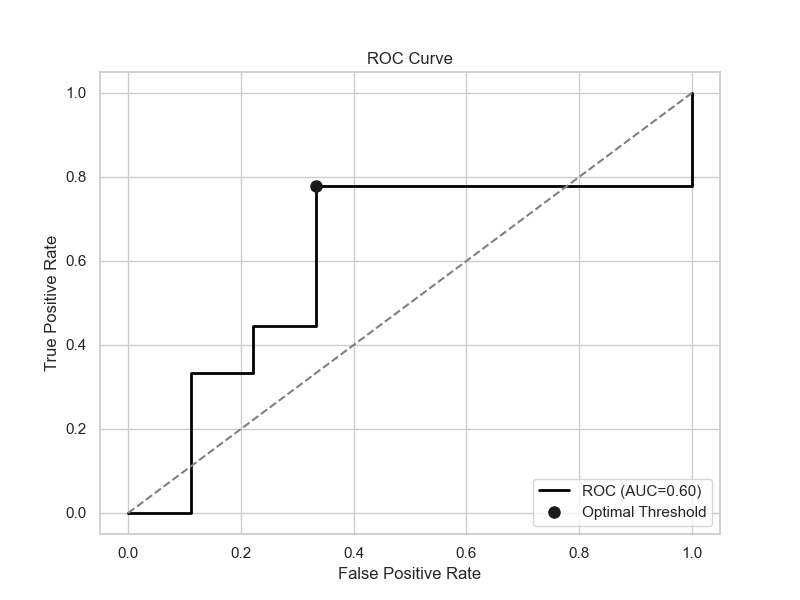 ROC Curve
1.0
0.8
0.6
0.4
0.2
0.0
True Positive Rate
0.0 0.2 0.4 0.6 0.8 1.0
False Positive Rate
ROC (AUC=0.60)
Optimal Threshold